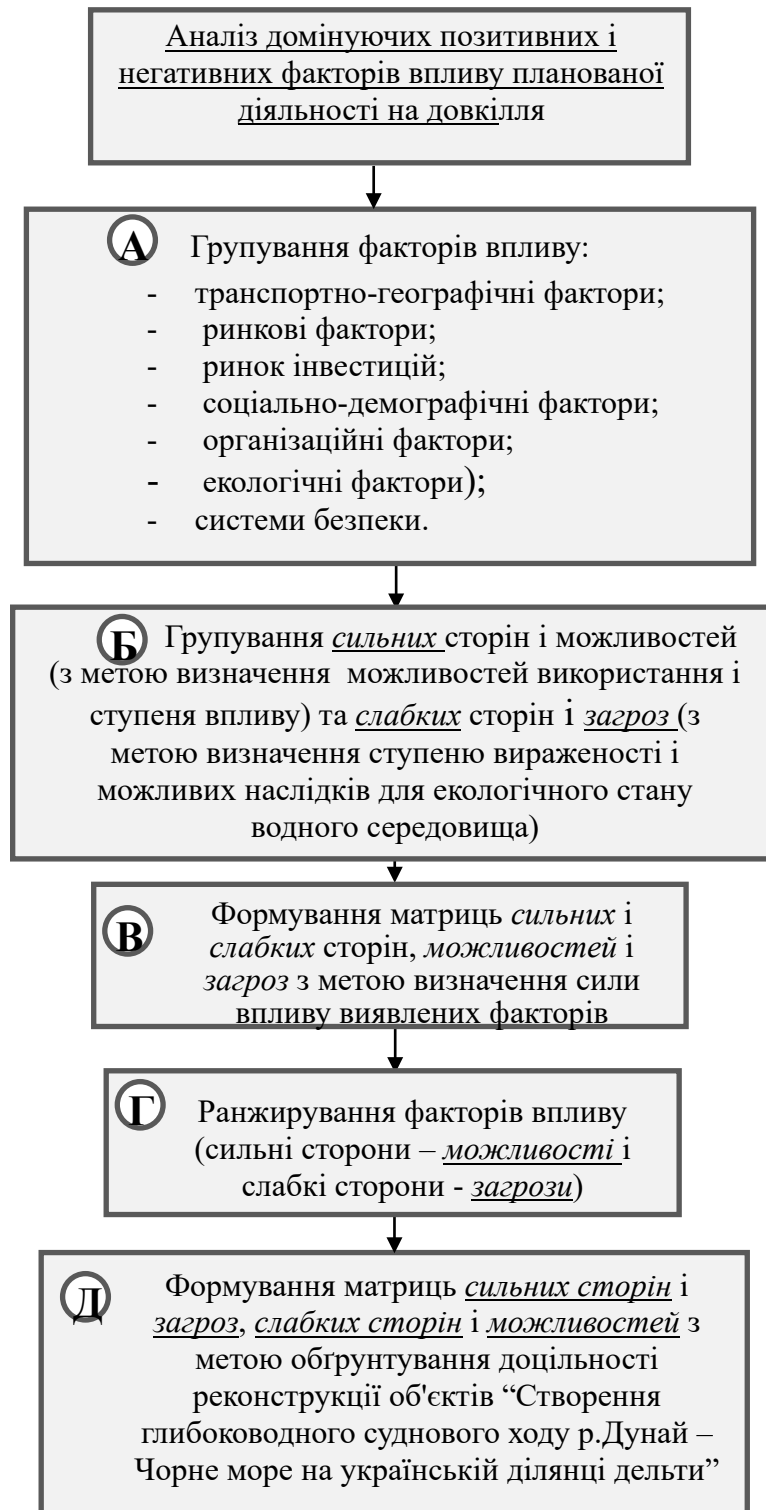 Аналіз домінуючих позитивних і
негативних факторів впливу планованої
діяльності на довкілля
А Групування факторів впливу:
- транспортно-географічні фактори;
- ринкові фактори;
- ринок інвестицій;
- соціально-демографічні фактори;
- організаційні фактори;
- екологічні фактори);
- системи безпеки.
Б Групування сильних сторін і можливостей
(з метою визначення можливостей використання і
ступеня впливу) та слабких сторін і загроз (з
метою визначення ступеню вираженості і
можливих наслідків для екологічного стану
водного середовища)
В Формування матриць сильних і
слабких сторін, можливостей і
загроз з метою визначення сили
впливу виявлених факторів
Г Ранжирування факторів впливу
(сильні сторони – можливості і
слабкі сторони - загрози)
Д Формування матриць сильних сторін і
загроз, слабких сторін і можливостей з
метою обґрунтування доцільності
реконструкції об'єктів “Створення
глибоководного суднового ходу р.Дунай –
Чорне море на українській ділянці дельти”